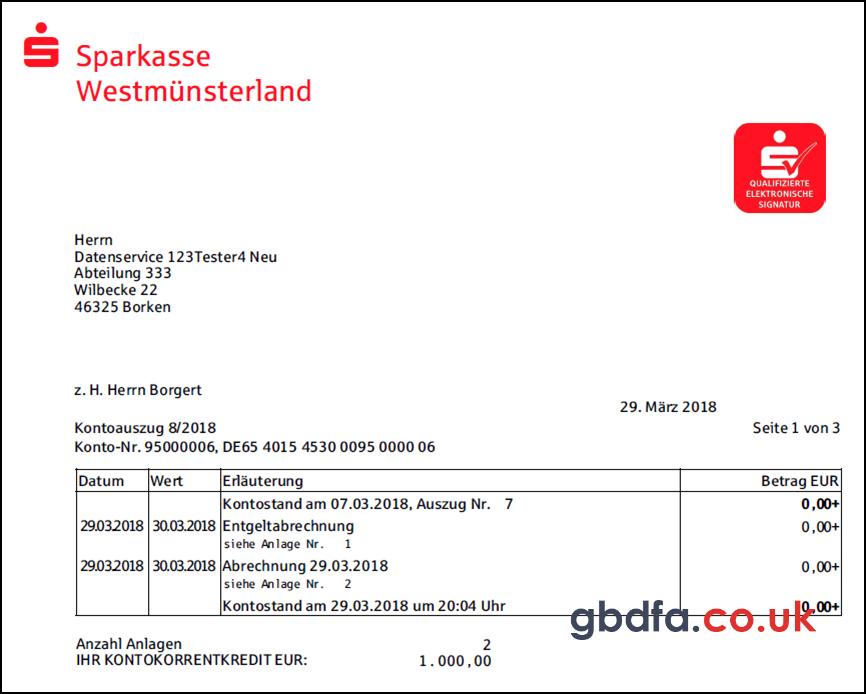 Sparkasse
Westmünsterland
QUALIFIZIERTE
ELEKTRONISCHE
SIGNATUR
Herrn
Datenservice 123Tester4 Neu
Abteilung 333
Wilbecke 22
46325 Borken
z. H. Herrn Borgert
29. März 2018
Kontoauszug 8/2018 Seite 1 von 3
Konto-Nr. 95000006, DE65 4015 4530 0095 0000 06
Datum Wert Erläuterung Betrag EUR
Kontostand am 07.03.2018, Auszug Nr. 7 0,00+
29.03.2018 30.03.2018 Entgeltabrechnung 0,00+
siehe Anlage Nr. 1
29.03.2018 30.03.2018 Abrechnung 29.03.2018 0,00+
siehe Anlage Nr. 2
Kontostand am 29.03.2018 um 20:04 Uhr 0,00+
gbdfa.co.uk
Anzahl Anlagen 2
IHR KONTOKORRENTKREDIT EUR: 1.000,00